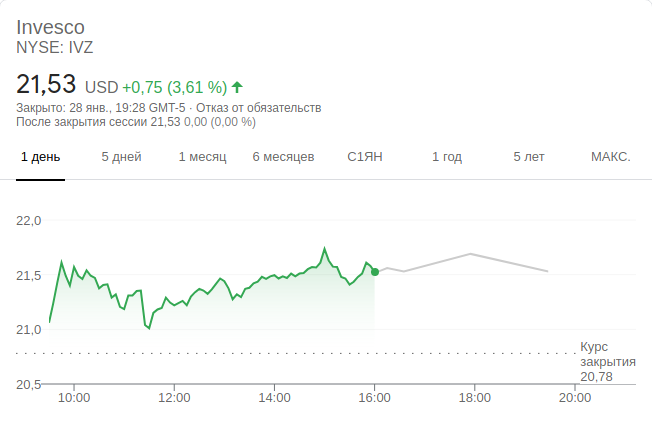 Invesco
NYSE: IVZ
21,53 USD +0,75 (3,61 %)
Закрыто: 28 янв., 19:28 GMT-5 · Отказ от обязательств
После закрытия сессии 21,53 0,00 (0,00 %)
1 день 5 дней 1 месяц 6 месяцев С1ЯН 1 год 5 лет МАКС.
22,0
21,5
21,0
Курс
закрытия
20,78
20,5
10:00 12:00 14:00 16:00 18:00 20:00